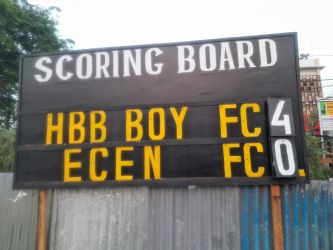 SCORING BOARD
HBB BOY FC 4
ECEN FC. 0